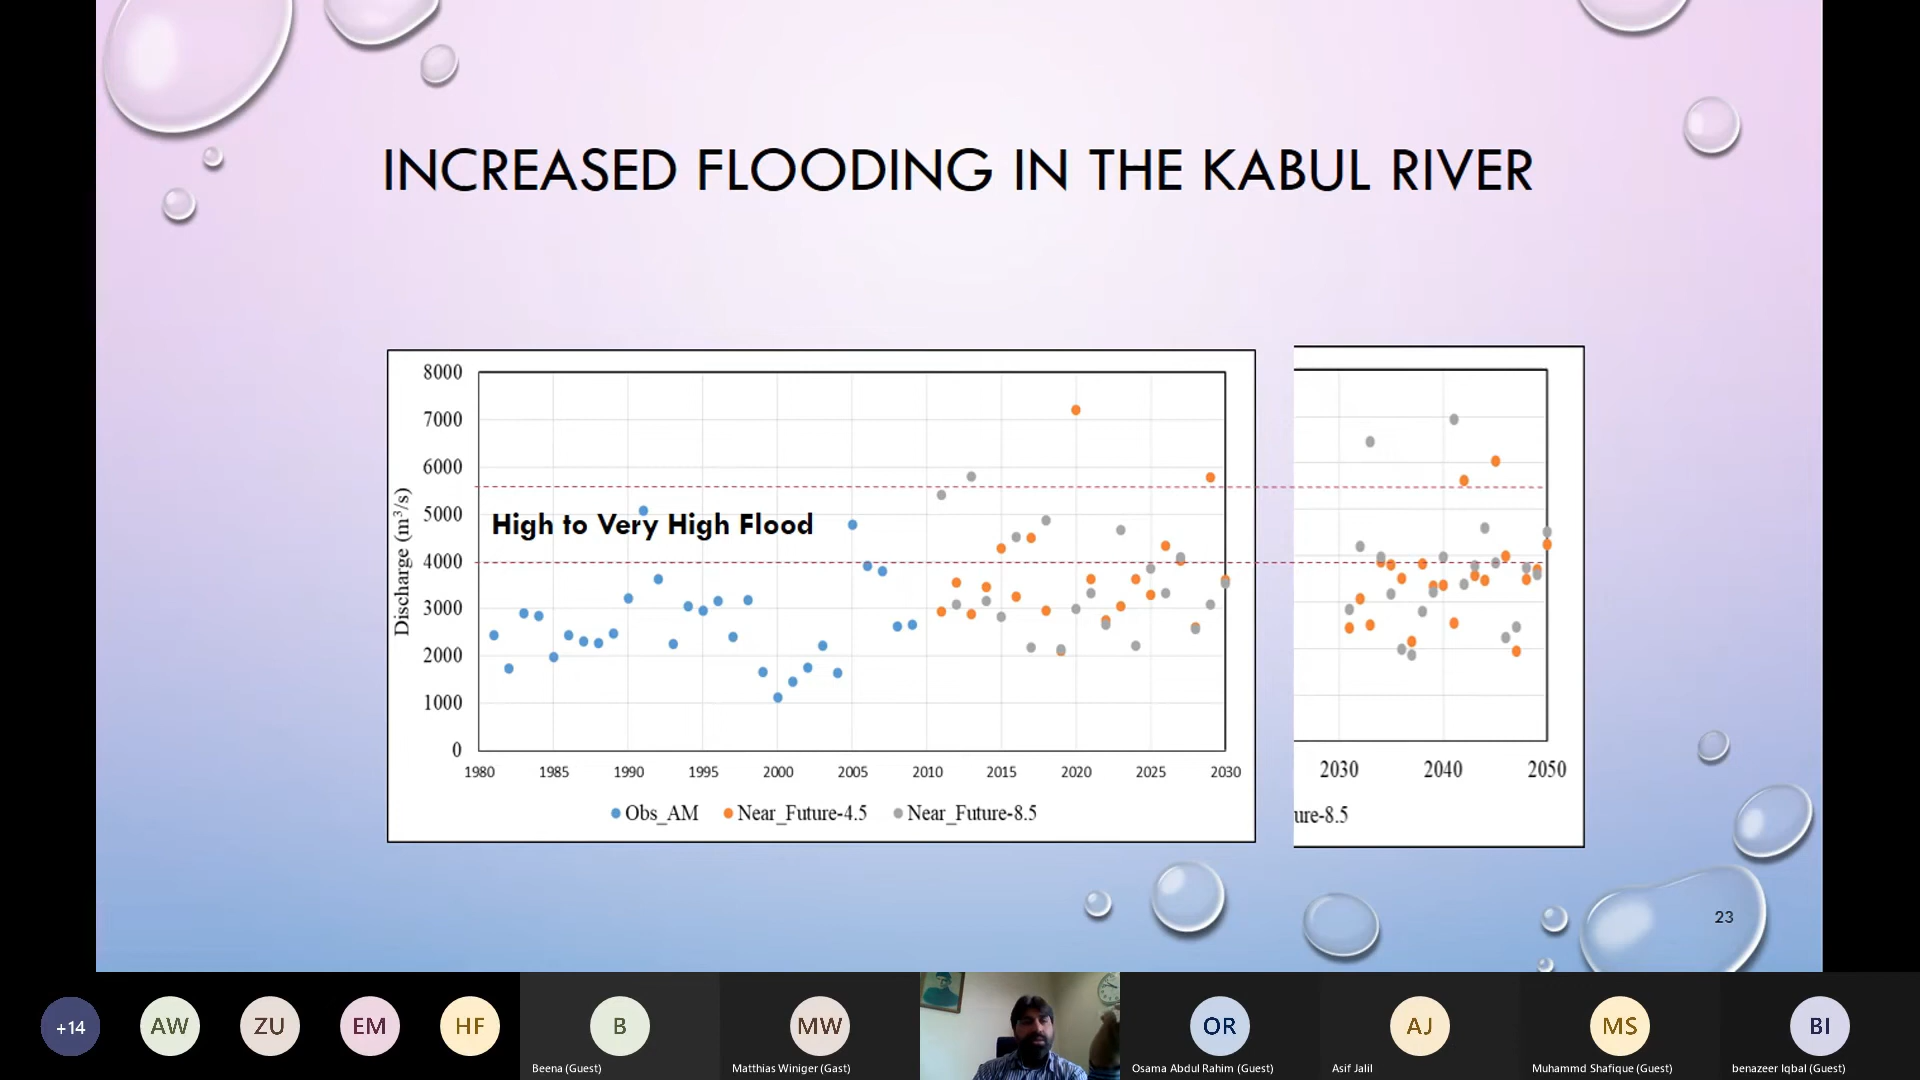 INCREASED FLOODING IN THE KABUL RIVER
8000
7000
6000
5000
4000
3000
2000
1000
0
Discharge (m³/s)
High to Very High Flood
1980 1985 1990 1995 2000 2005 2010 2015 2020 2025 2030
Obs_AM Near_Future-4.5 Near_Future-8.5
2030 2040 2050
ure-8.5
23
+14 AW ZU EM HF B MW OR AJ MS BI
Beena (Guest) Matthias Winiger (Gast) Osama Abdul Rahim (Guest) Asif Jalil Muhammd Shafique (Guest) benazeer Iqbal (Guest)